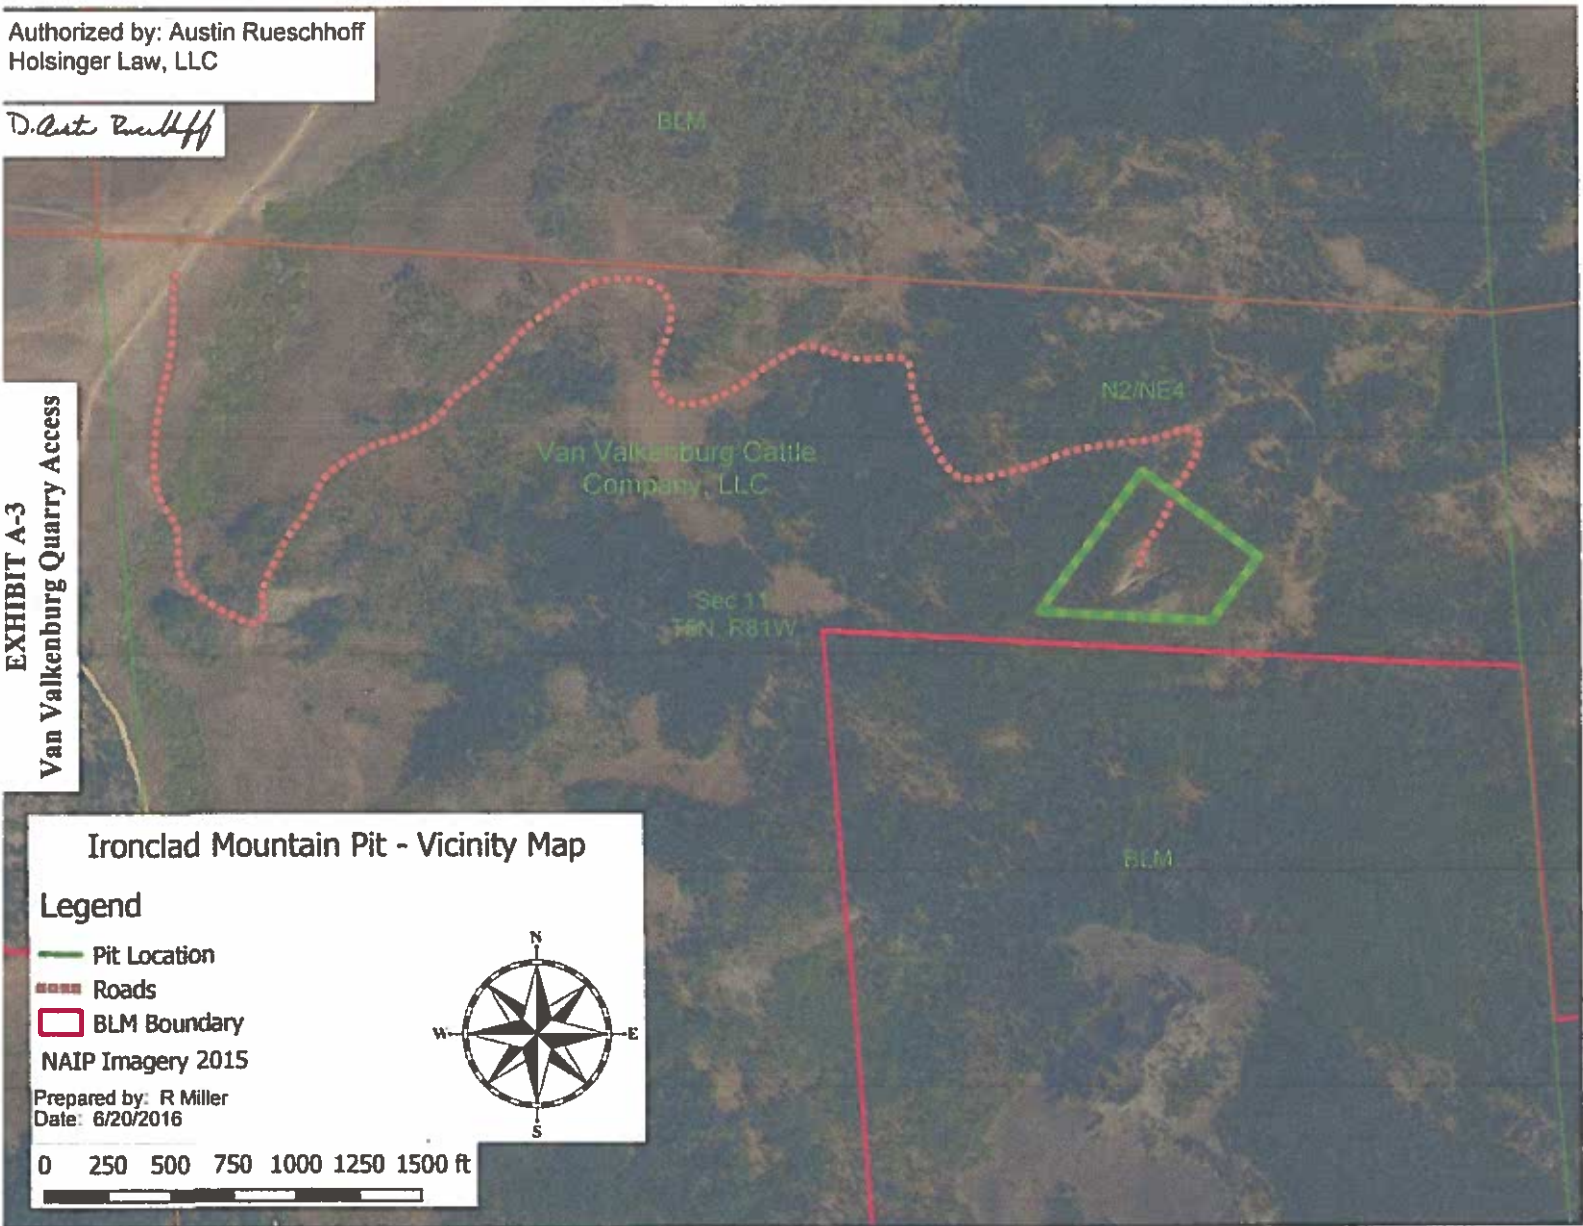 Authorized by: Austin Rueschhoff
Holsinger Law, LLC
BLM
EXHIBIT A-3
Van Valkenburg Quarry Access
N2/NE4
Van Valkenburg Cattle
Company, LLC
Sec 11
R81W
BLM
Ironclad Mountain Pit - Vicinity Map
Legend
Pit Location
Roads
BLM Boundary
NAIP Imagery 2015
Prepared by: R Miller
Date: 6/20/2016
N
W
E
S
0 250 500 750 1000 1250 1500 ft